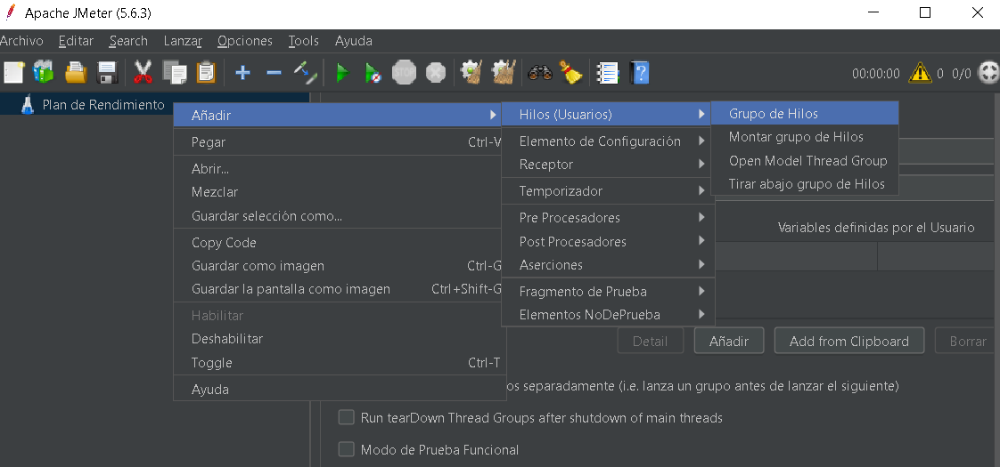 Apache JMeter (5.6.3)
Archivo Editar Search Lanzar Opciones Tools Ayuda
STOP
00:00:00 0 0/0
Plan de Rendimiento
Añadir
Pegar Ctrl-V
Abrir...
Mezclar
Guardar selección como...
Copy Code
Guardar como imagen Ctrl-G
Guardar la pantalla como imagen Ctrl+Shift-G
Habilitar
Deshabilitar
Toggle Ctrl-T
Ayuda
Hilos (Usuarios)
Elemento de Configuración
Receptor
Temporizador
Pre Procesadores
Post Procesadores
Aserciones
Fragmento de Prueba
Elementos NoDePrueba
Grupo de Hilos
Montar grupo de Hilos
Open Model Thread Group
Tirar abajo grupo de Hilos
Variables definidas por el Usuario
Detail Añadir Add from Clipboard Borrar
os separadamente (i.e. lanza un grupo antes de lanzar el siguiente)
Run tearDown Thread Groups after shutdown of main threads
Modo de Prueba Funcional